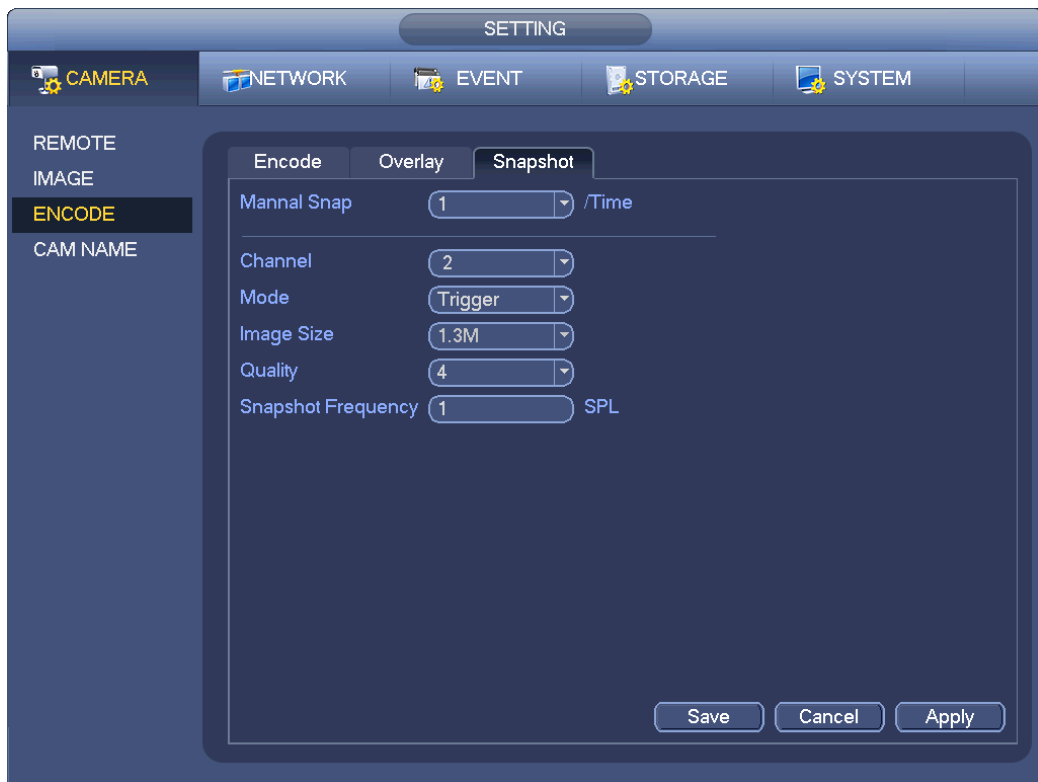 SETTING
CAMERA NETWORK EVENT STORAGE SYSTEM
REMOTE
IMAGE
ENCODE
CAM NAME
Encode Overlay Snapshot
Mannal Snap 1 /Time
Channel 2
Mode Trigger
Image Size 1.3M
Quality 4
Snapshot Frequency 1 SPL
Save Cancel Apply